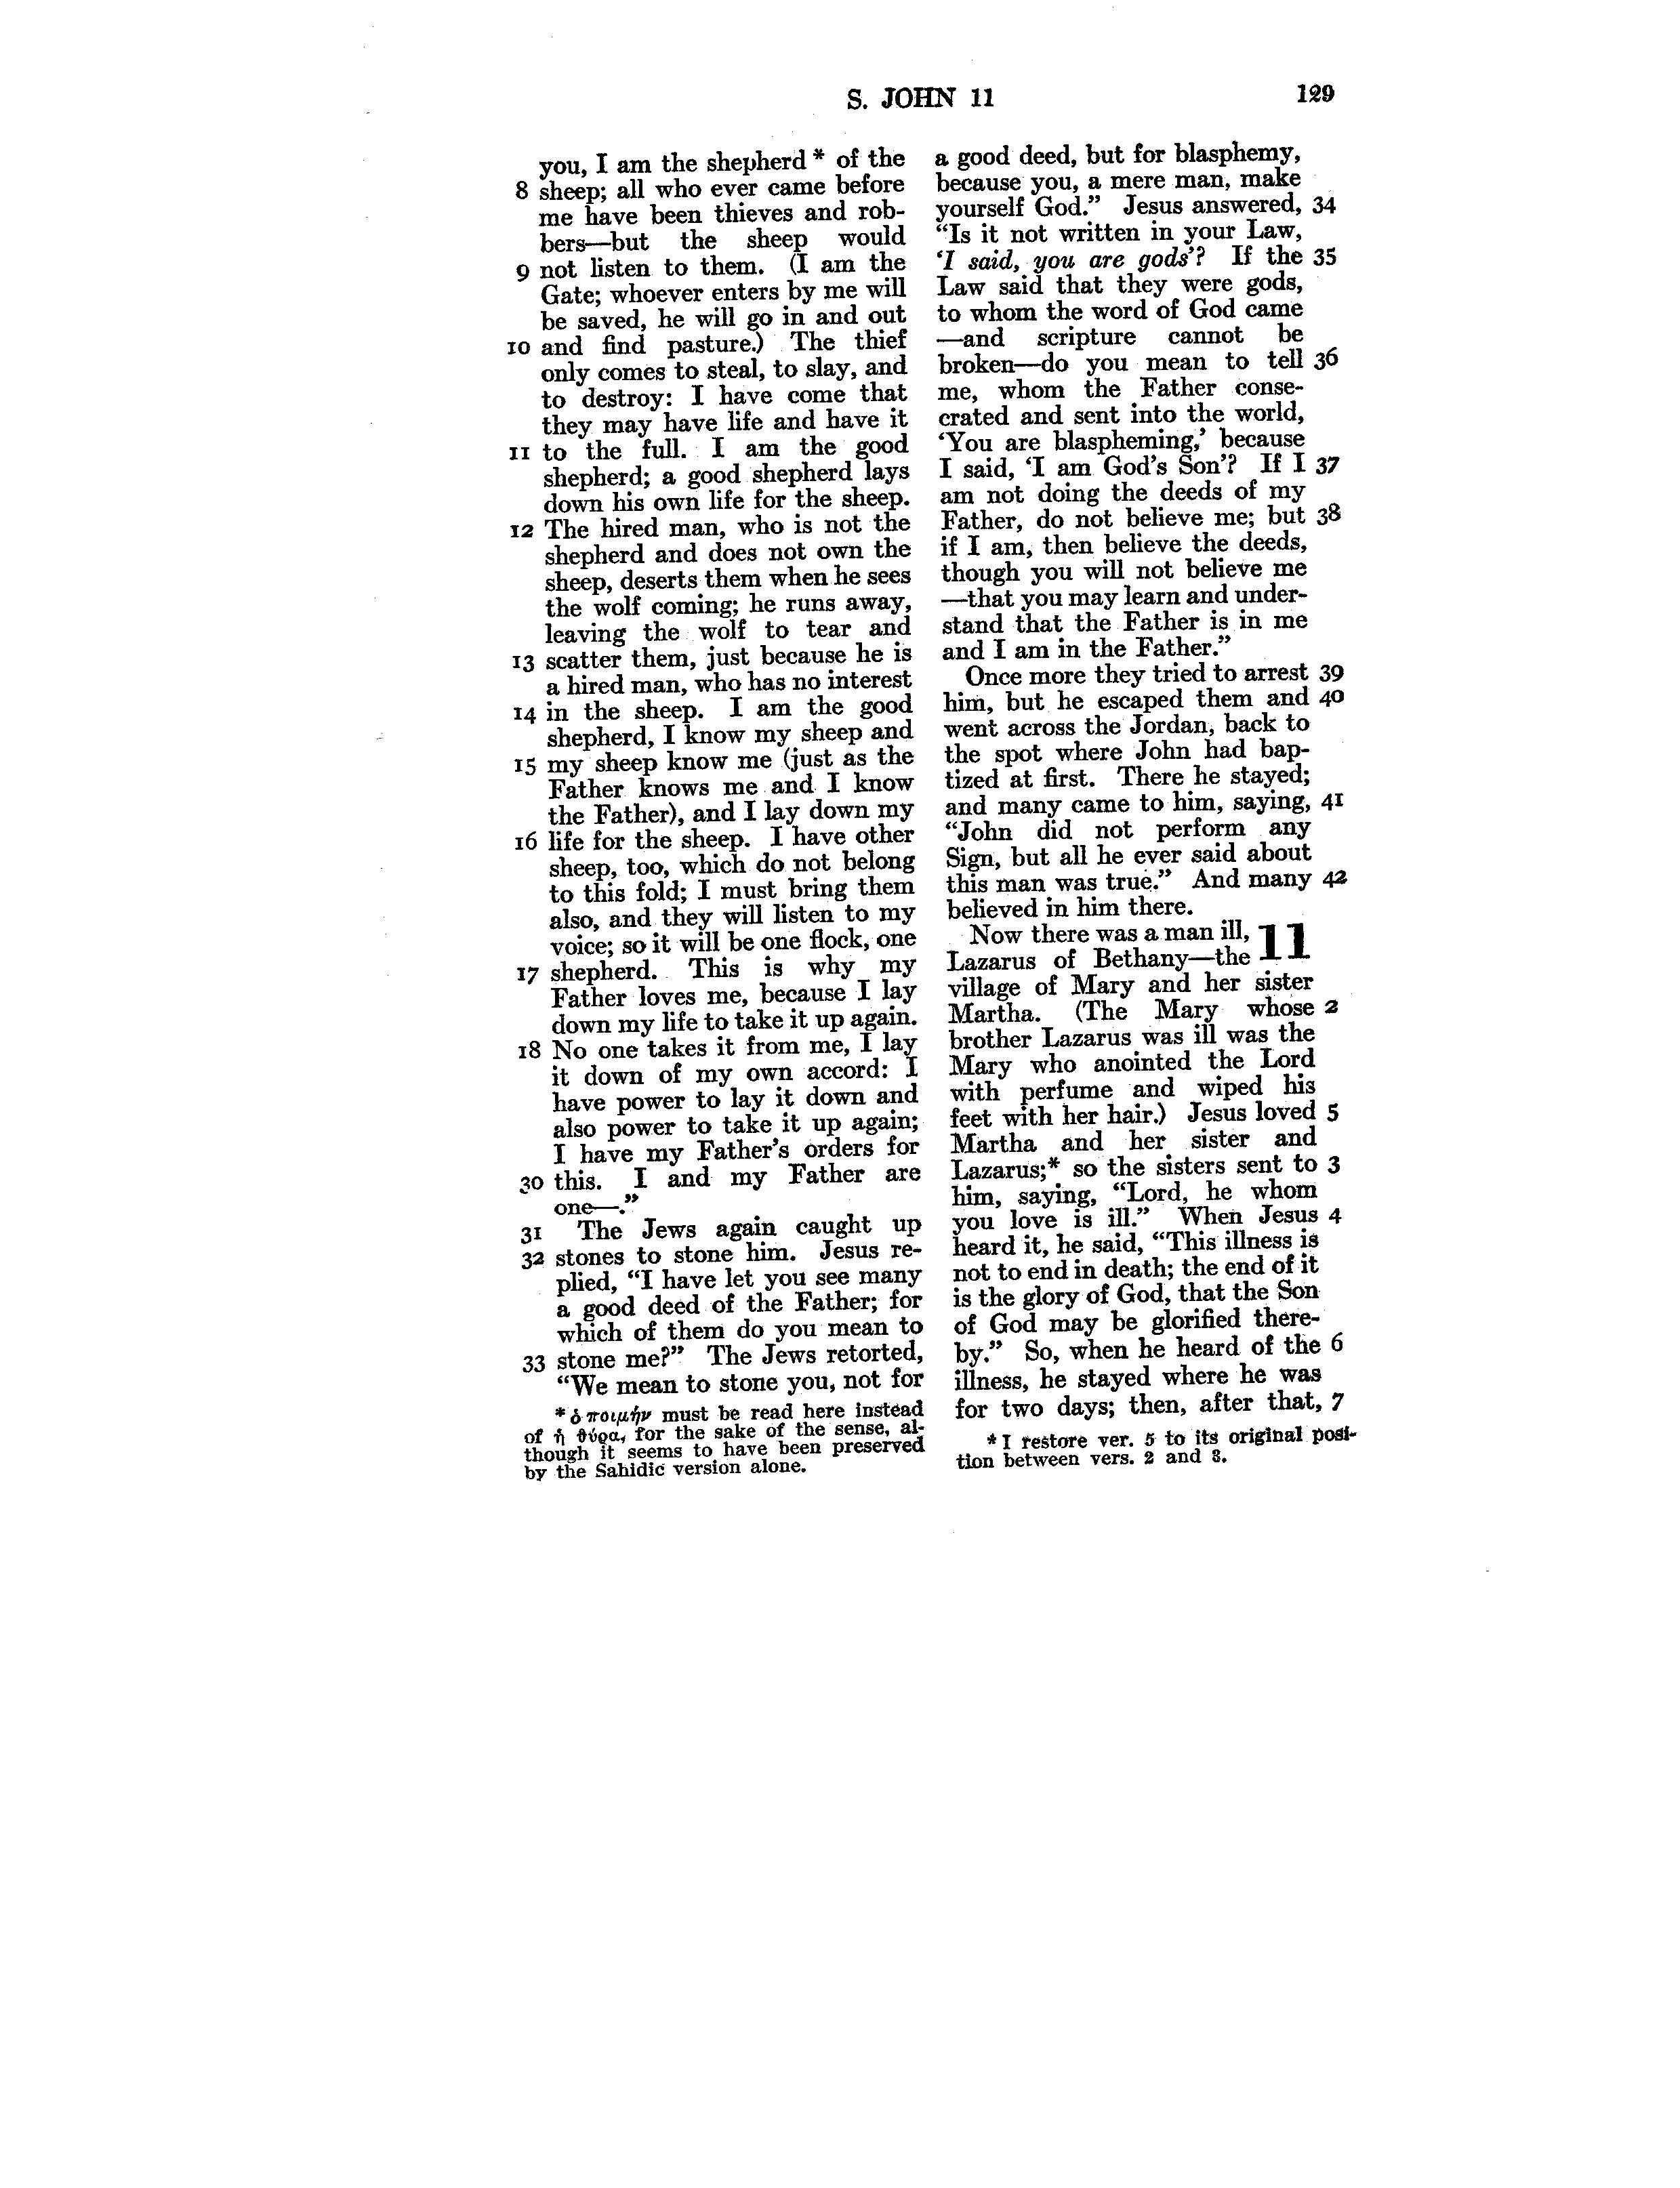 S. JOHN 11
129
you, I am the shepherd * of the
8 sheep; all who ever came before
me have been thieves and rob-
bers—but the sheep would
9 not listen to them. (I am the
Gate; whoever enters by me will
be saved, he will go in and out
10 and find pasture.) The thief
only comes to steal, to slay, and
to destroy: I have come that
they may have life and have it
11 to the full. I am the good
shepherd; a good shepherd lays
down his own life for the sheep.
12 The hired man, who is not the
shepherd and does not own the
sheep, deserts them when he sees
the wolf coming; he runs away,
leaving the wolf to tear and
13 scatter them, just because he is
a hired man, who has no interest
14 in the sheep. I am the good
shepherd, I know my sheep and
15 my sheep know me (just as the
Father knows me and I know
the Father), and I lay down my
16 life for the sheep. I have other
sheep, too, which do not belong
to this fold; I must bring them
also, and they will listen to my
voice; so it will be one flock, one
17 shepherd. This is why my
Father loves me, because I lay
down my life to take it up again.
18 No one takes it from me, I lay
it down of my own accord: I
have power to lay it down and
also power to take it up again;
I have my Father's orders for
30 this. I and my Father are
one—."
31 The Jews again caught up
32 stones to stone him. Jesus re-
plied, "I have let you see many
a good deed of the Father; for
which of them do you mean to
33 stone me?" The Jews retorted,
"We mean to stone you, not for
* ὁ ποιμήν must be read here instead
of ἡ θύρα, for the sake of the sense, al-
though it seems to have been preserved
by the Sahidic version alone.
a good deed, but for blasphemy,
because you, a mere man, make
yourself God." Jesus answered, 34
"Is it not written in your Law,
'I said, you are gods'? If the 35
Law said that they were gods,
to whom the word of God came
—and scripture cannot be
broken—do you mean to tell 36
me, whom the Father conse-
crated and sent into the world,
'You are blaspheming,' because
I said, 'I am God's Son'? If I 37
am not doing the deeds of my
Father, do not believe me; but 38
if I am, then believe the deeds,
though you will not believe me
—that you may learn and under-
stand that the Father is in me
and I am in the Father."
Once more they tried to arrest 39
him, but he escaped them and 40
went across the Jordan, back to
the spot where John had bap-
tized at first. There he stayed;
and many came to him, saying, 41
"John did not perform any
Sign, but all he ever said about
this man was true." And many 42
believed in him there.
Now there was a man ill, 11
Lazarus of Bethany—the
village of Mary and her sister
Martha. (The Mary whose 2
brother Lazarus was ill was the
Mary who anointed the Lord
with perfume and wiped his
feet with her hair.) Jesus loved 5
Martha and her sister and
Lazarus;* so the sisters sent to 3
him, saying, "Lord, he whom
you love is ill." When Jesus 4
heard it, he said, "This illness is
not to end in death; the end of it
is the glory of God, that the Son
of God may be glorified there-
by." So, when he heard of the 6
illness, he stayed where he was
for two days; then, after that, 7
* I restore ver. 5 to its original posi-
tion between vers. 2 and 3.